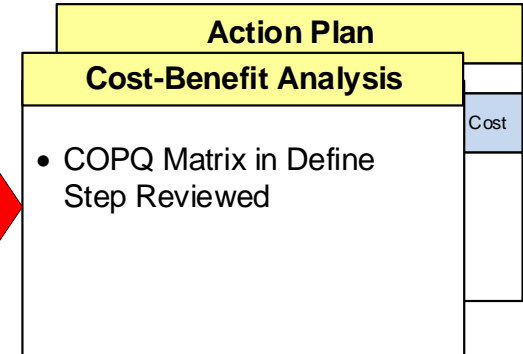 Action Plan
Cost-Benefit Analysis
Cost
• COPQ Matrix in Define
Step Reviewed